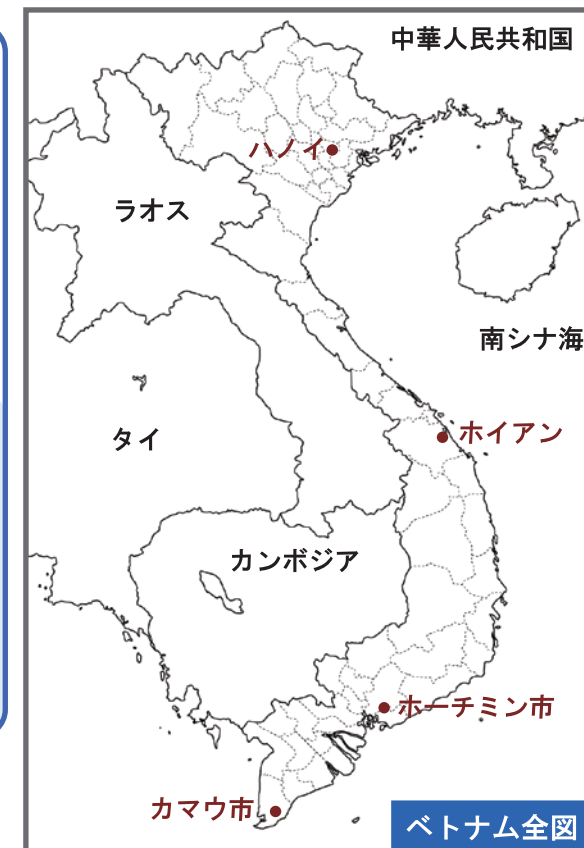 中華人民共和国
ハノイ
ラオス
南シナ海
ホイアン
タイ
カンボジア
ホーチミン市
カマウ市
ベトナム全図